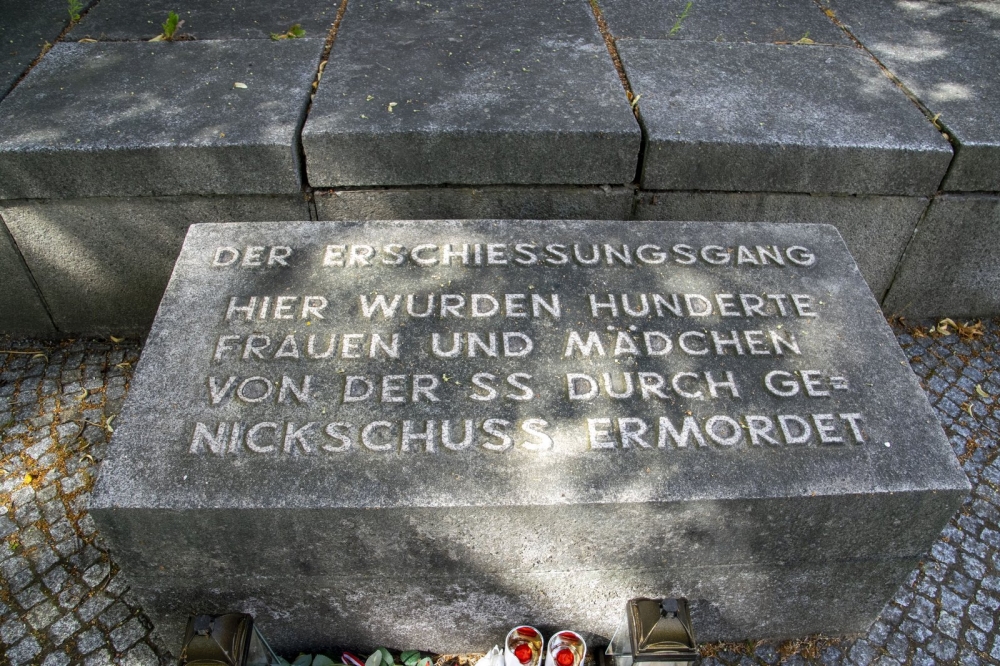 DER ERSCHIESSUNGSGANG
HIER WURDEN HUNDERTE
FRAUEN UND MÄDCHEN
VON DER SS DURCH GE=
NICKSCHUSS ERMORDET